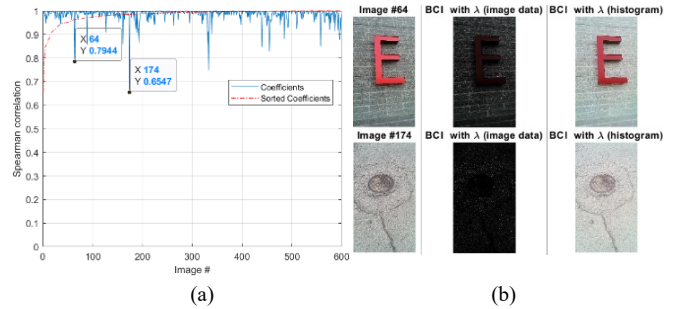 1
0.9
0.8
0.7
0.6
0.5
0.4
0.3
0.2
0.1
0
Spearman correlation
X 64
Y 0.7944
X 174
Y 0.6547
Coefficients
Sorted Coefficients
0 100 200 300 400 500 600
Image #
(a)
Image #64 BCI with λ (image data) BCI with λ (histogram)
E E E
Image #174 BCI with λ (image data) BCI with λ (histogram)
(b)